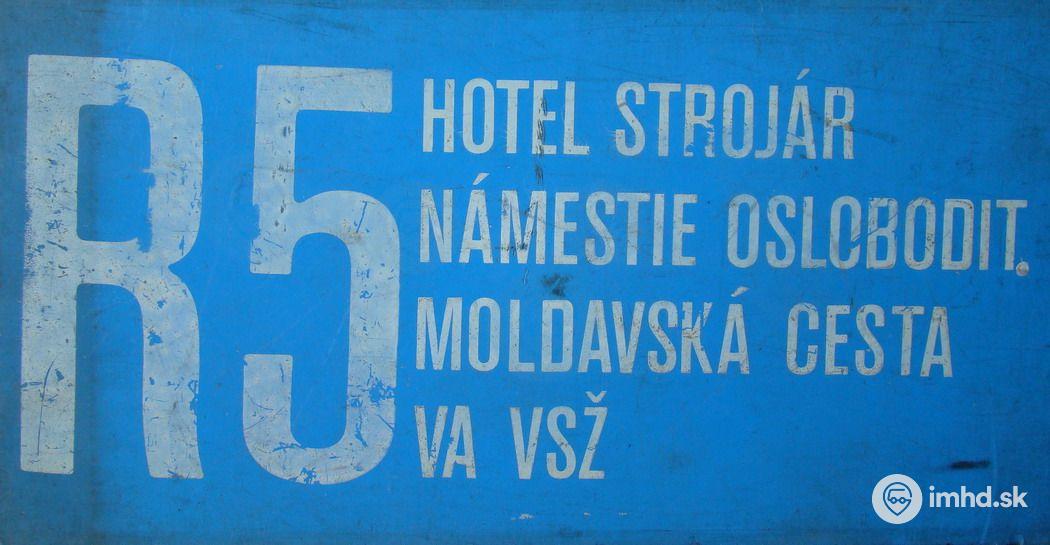 R5
HOTEL STROJÁR
NÁMESTIE OSLOBODIT.
MOLDAVSKÁ CESTA
VA VSŽ
imhd.sk